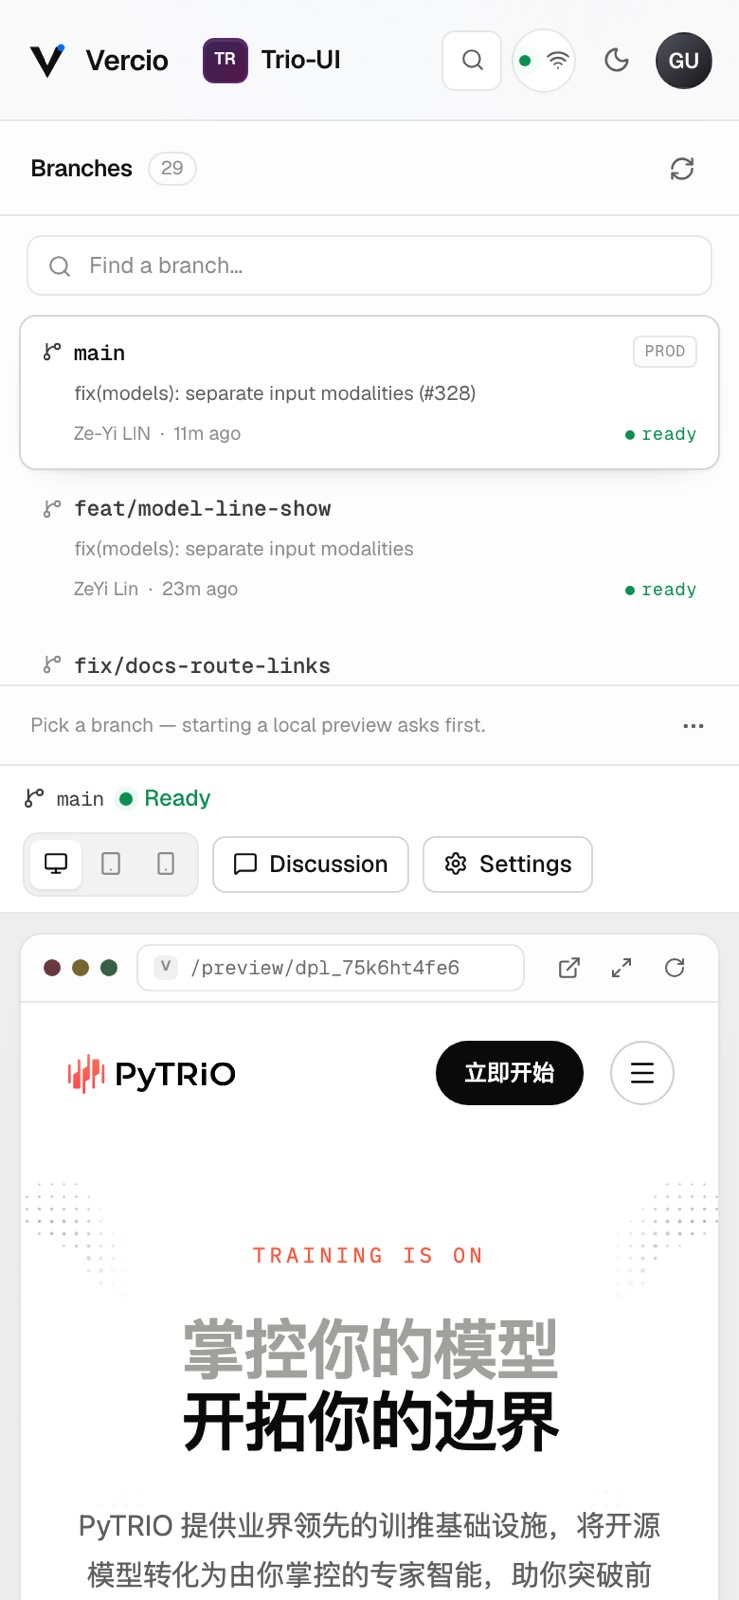 Vercio TR Trio-UI GU
Branches 29
Find a branch...
main PROD
fix(models): separate input modalities (#328)
Ze-Yi LIN · 11m ago ready
feat/model-line-show
fix(models): separate input modalities
ZeYi Lin · 23m ago ready
fix/docs-route-links
Pick a branch — starting a local preview asks first.
main Ready
Discussion Settings
V /preview/dpl_75k6ht4fe6
PyTRiO 立即开始
TRAINING IS ON
掌控你的模型
开拓你的边界
PyTRIO 提供业界领先的训推基础设施，将开源
模型转化为由你掌控的专家智能，助你突破前